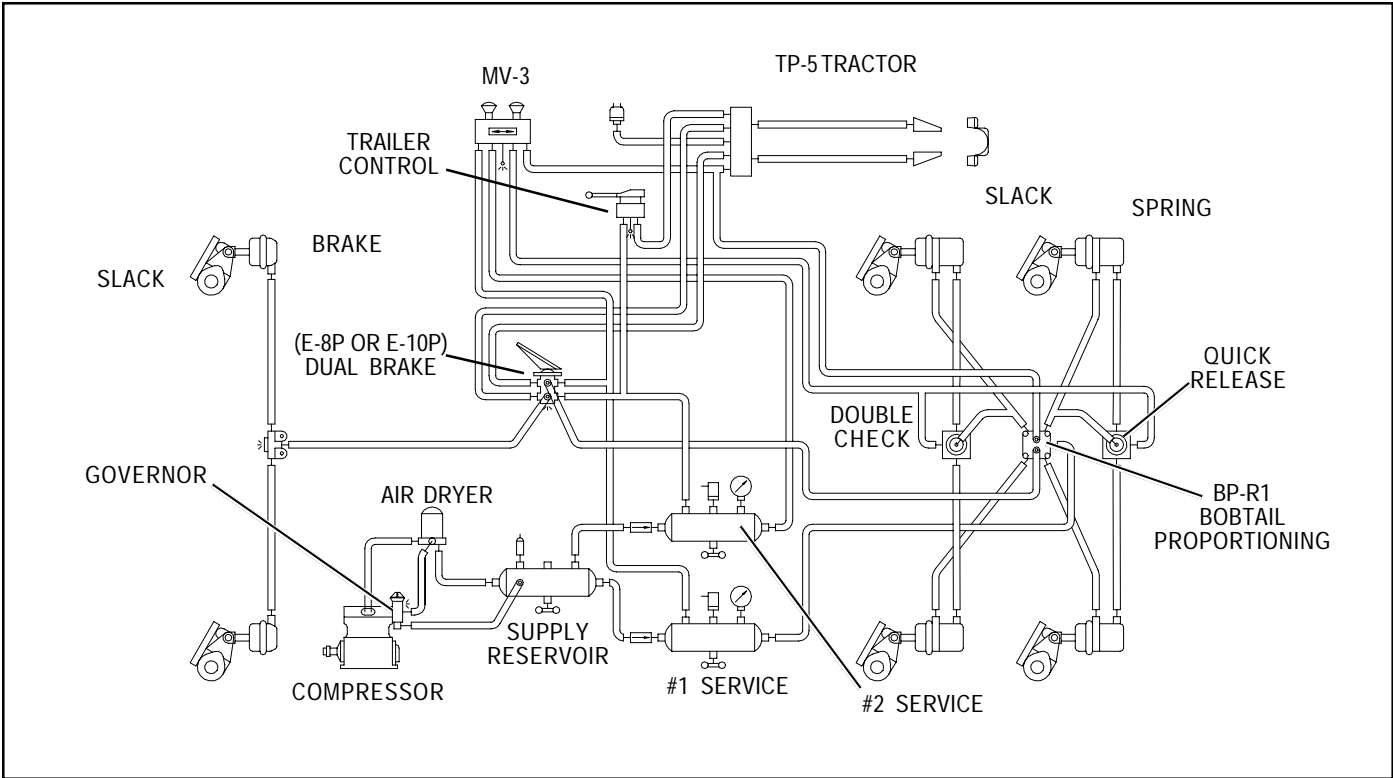 MV-3
TP-5 TRACTOR
TRAILER
CONTROL
SLACK
SPRING
BRAKE
SLACK
(E-8P OR E-10P)
DUAL BRAKE
QUICK
RELEASE
DOUBLE
CHECK
GOVERNOR
AIR DRYER
BP-R1
BOBTAIL
PROPORTIONING
SUPPLY
RESERVOIR
#1 SERVICE
COMPRESSOR
#2 SERVICE